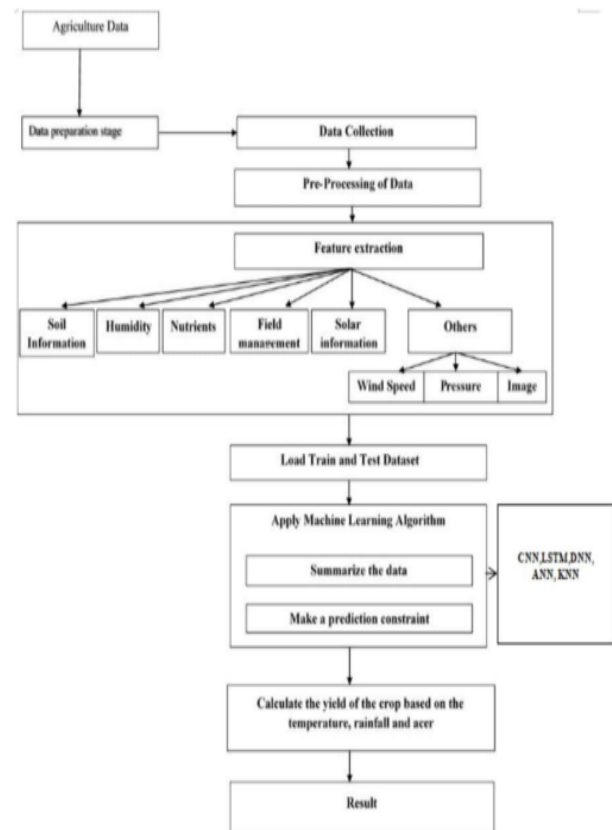 Agriculture Data
Data preparation stage
Data Collection
Pre-Processing of Data
Feature extraction
Soil
Information
Humidity
Nutrients
Field
management
Solar
information
Others
Wind Speed
Pressure
Image
Load Train and Test Dataset
Apply Machine Learning Algorithm
Summarize the data
Make a prediction constraint
CNN,LSTM,DNN,
ANN, KNN
Calculate the yield of the crop based on the
temperature, rainfall and acer
Result